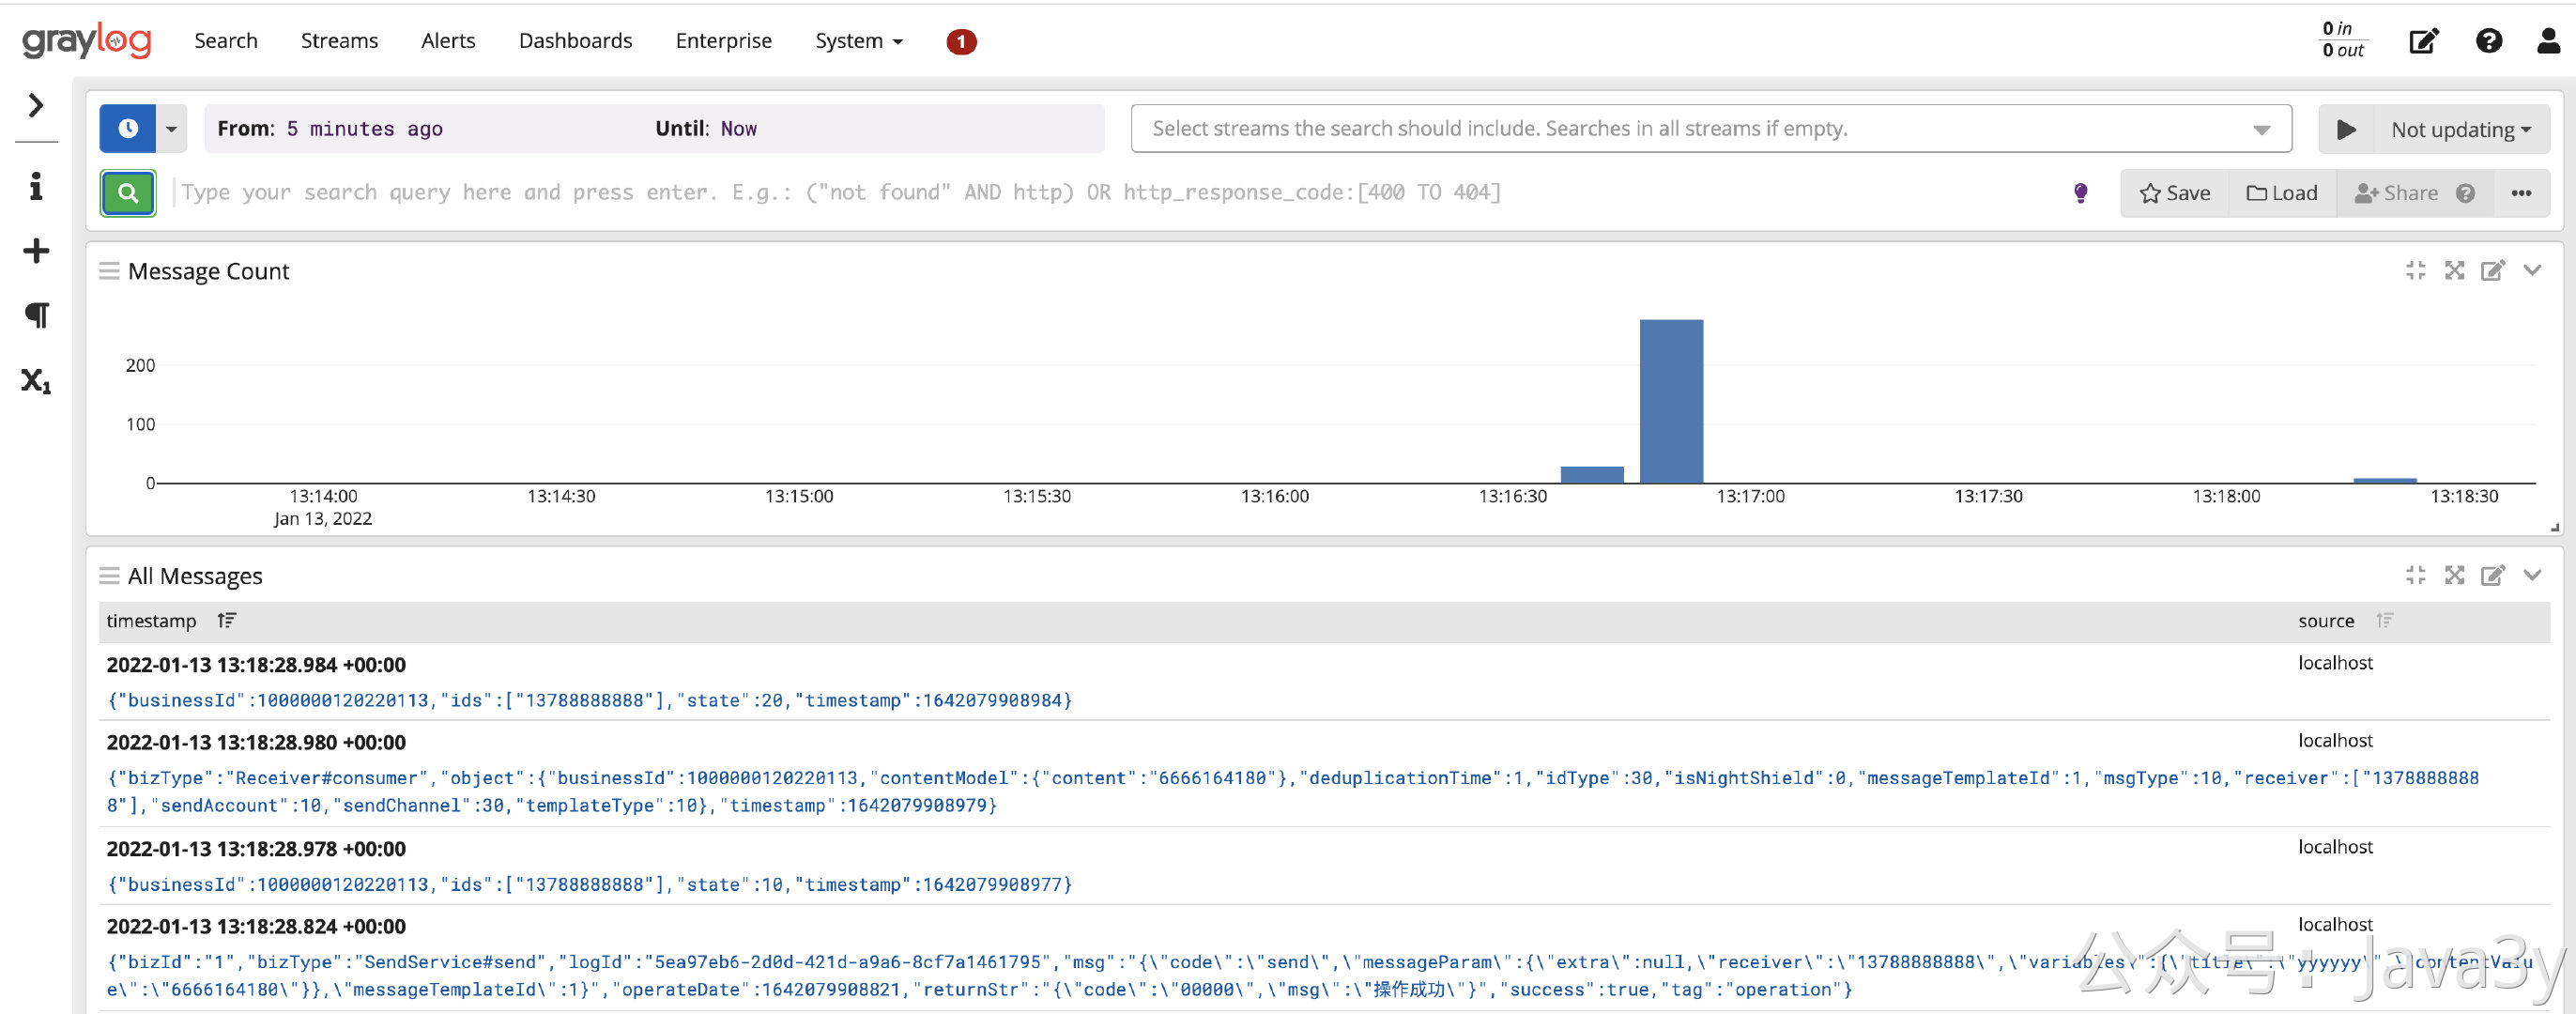 graylog Search Streams Alerts Dashboards Enterprise System 1 0 in
0 out
From: 5 minutes ago Until: Now Select streams the search should include. Searches in all streams if empty. Not updating
Type your search query here and press enter. E.g.: ("not found" AND http) OR http_response_code:[400 TO 404] Save Load Share
Message Count
200
100
0
13:14:00 13:14:30 13:15:00 13:15:30 13:16:00 13:16:30 13:17:00 13:17:30 13:18:00 13:18:30
Jan 13, 2022
All Messages
timestamp source
2022-01-13 13:18:28.984 +00:00 localhost
{"businessId":1000000120220113,"ids":["13788888888"],"state":20,"timestamp":1642079908984}
2022-01-13 13:18:28.980 +00:00 localhost
{"bizType":"Receiver#consumer","object":{"businessId":1000000120220113,"contentModel":{"content":"6666164180"},"deduplicationTime":1,"idType":30,"isNightShield":0,"messageTemplateId":1,"msgType":10,"receiver":["1378888888
8"],"sendAccount":10,"sendChannel":30,"templateType":10},"timestamp":1642079908979}
2022-01-13 13:18:28.978 +00:00 localhost
{"businessId":1000000120220113,"ids":["13788888888"],"state":10,"timestamp":1642079908977}
2022-01-13 13:18:28.824 +00:00 localhost
{"bizId":"1","bizType":"SendService#send","logId":"5ea97eb6-2d0d-421d-a9a6-8cf7a1461795","msg":"{\"code\":\"send\",\"messageParam\":{\"extra\":null,\"receiver\":\"13788888888\",\"variables\":{\"title\":\"yyyyyy\",\"contentValu
e\":\"6666164180\"}},\"messageTemplateId\":1}","operateDate":1642079908821,"returnStr":"{\"code\":\"00000\",\"msg\":\"操作成功\"}","success":true,"tag":"operation"}
公众号：Java3y